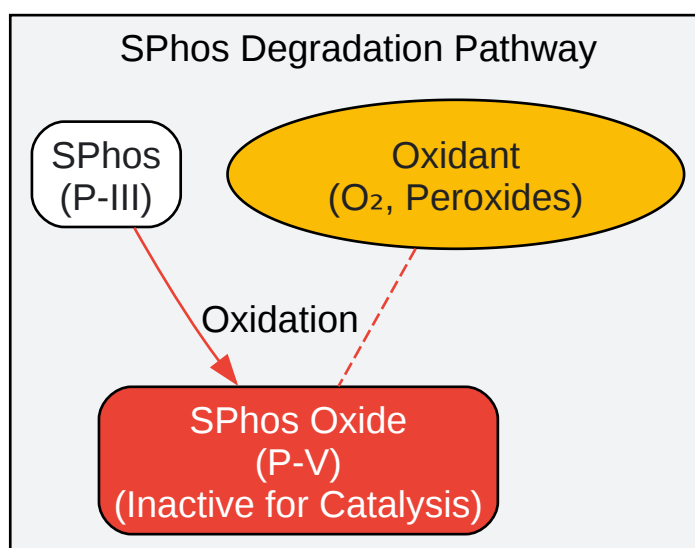 SPhos Degradation Pathway
SPhos
(P-III)
Oxidant
(O₂, Peroxides)
Oxidation
SPhos Oxide
(P-V)
(Inactive for Catalysis)